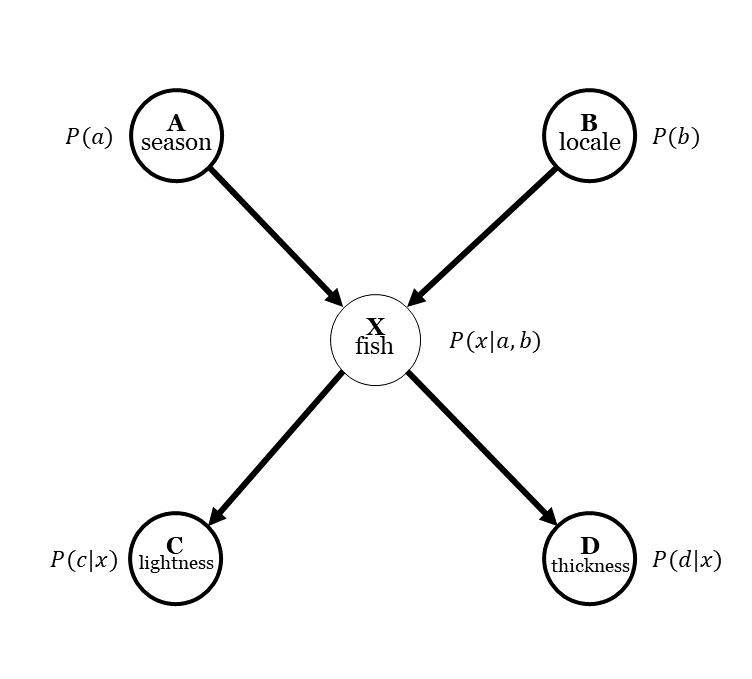 A
season
P(a)
B
locale
P(b)
X
fish
P(x|a, b)
C
lightness
P(c|x)
D
thickness
P(d|x)